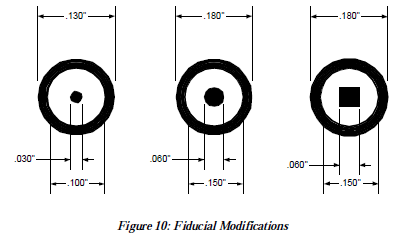 .130" .180" .180"
.030" .060" .060"
.100" .150" .150"
Figure 10: Fiducial Modifications